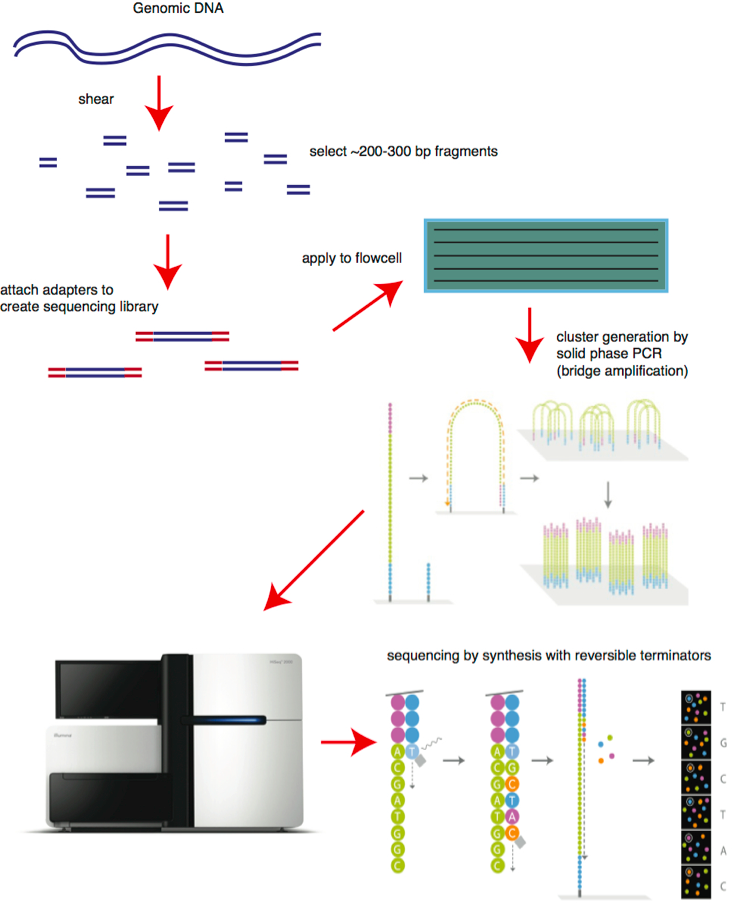 Genomic DNA
shear
select ~200-300 bp fragments
apply to flowcell
attach adapters to
create sequencing library
cluster generation by
solid phase PCR
(bridge amplification)
sequencing by synthesis with reversible terminators
A T
C
G
A
T
G
G
C
A T
C G
G C
A T
T A
G C
G
C
T
G
C
T
A
C